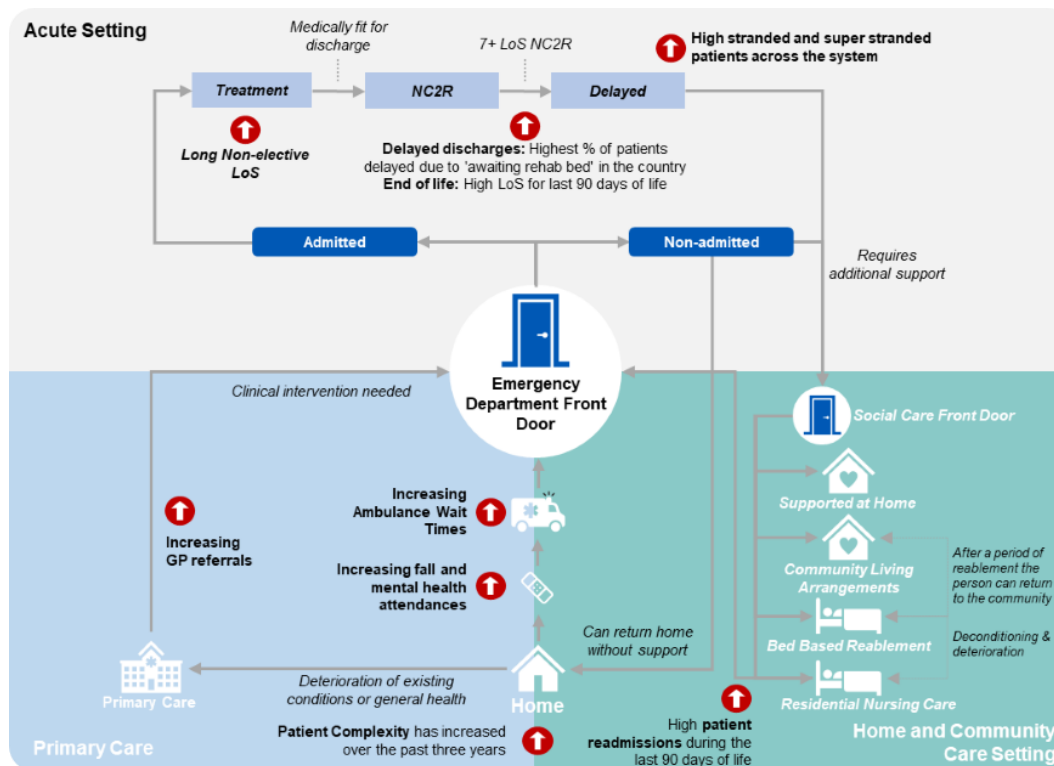 Acute Setting
Medically fit for
discharge
7+ LoS NC2R
High stranded and super stranded
patients across the system
Treatment
NC2R
Delayed
Long Non-elective
LoS
Delayed discharges: Highest % of patients
delayed due to 'awaiting rehab bed' in the country
End of life: High LoS for last 90 days of life
Admitted
Non-admitted
Requires
additional support
Emergency
Department Front
Door
Clinical intervention needed
Social Care Front Door
Supported at Home
Increasing
Ambulance Wait
Times
Increasing
GP referrals
Increasing fall and
mental health
attendances
Community Living
Arrangements
After a period of
reablement the
person can return
to the community
Bed Based Reablement
Deconditioning &
deterioration
Can return home
without support
Primary Care
Deterioration of existing
conditions or general health
Home
Residential Nursing Care
Patient Complexity has increased
over the past three years
High patient
readmissions during the
last 90 days of life
Primary Care
Home and Community
Care Setting